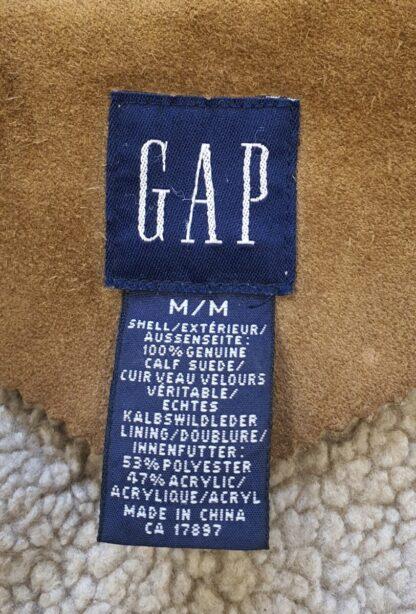 GAP
M/M
SHELL/EXTÉRIEUR/
AUSSENSEITE:
100% GENUINE
CALF SUEDE/
CUIR VEAU VELOURS
VÉRITABLE/
ECHTES
KALBSWILDLEDER
LINING/DOUBLURE/
INNENFUTTER:
53% POLYESTER
47% ACRYLIC/
ACRYLIQUE/ACRYL
MADE IN CHINA
CA 17897